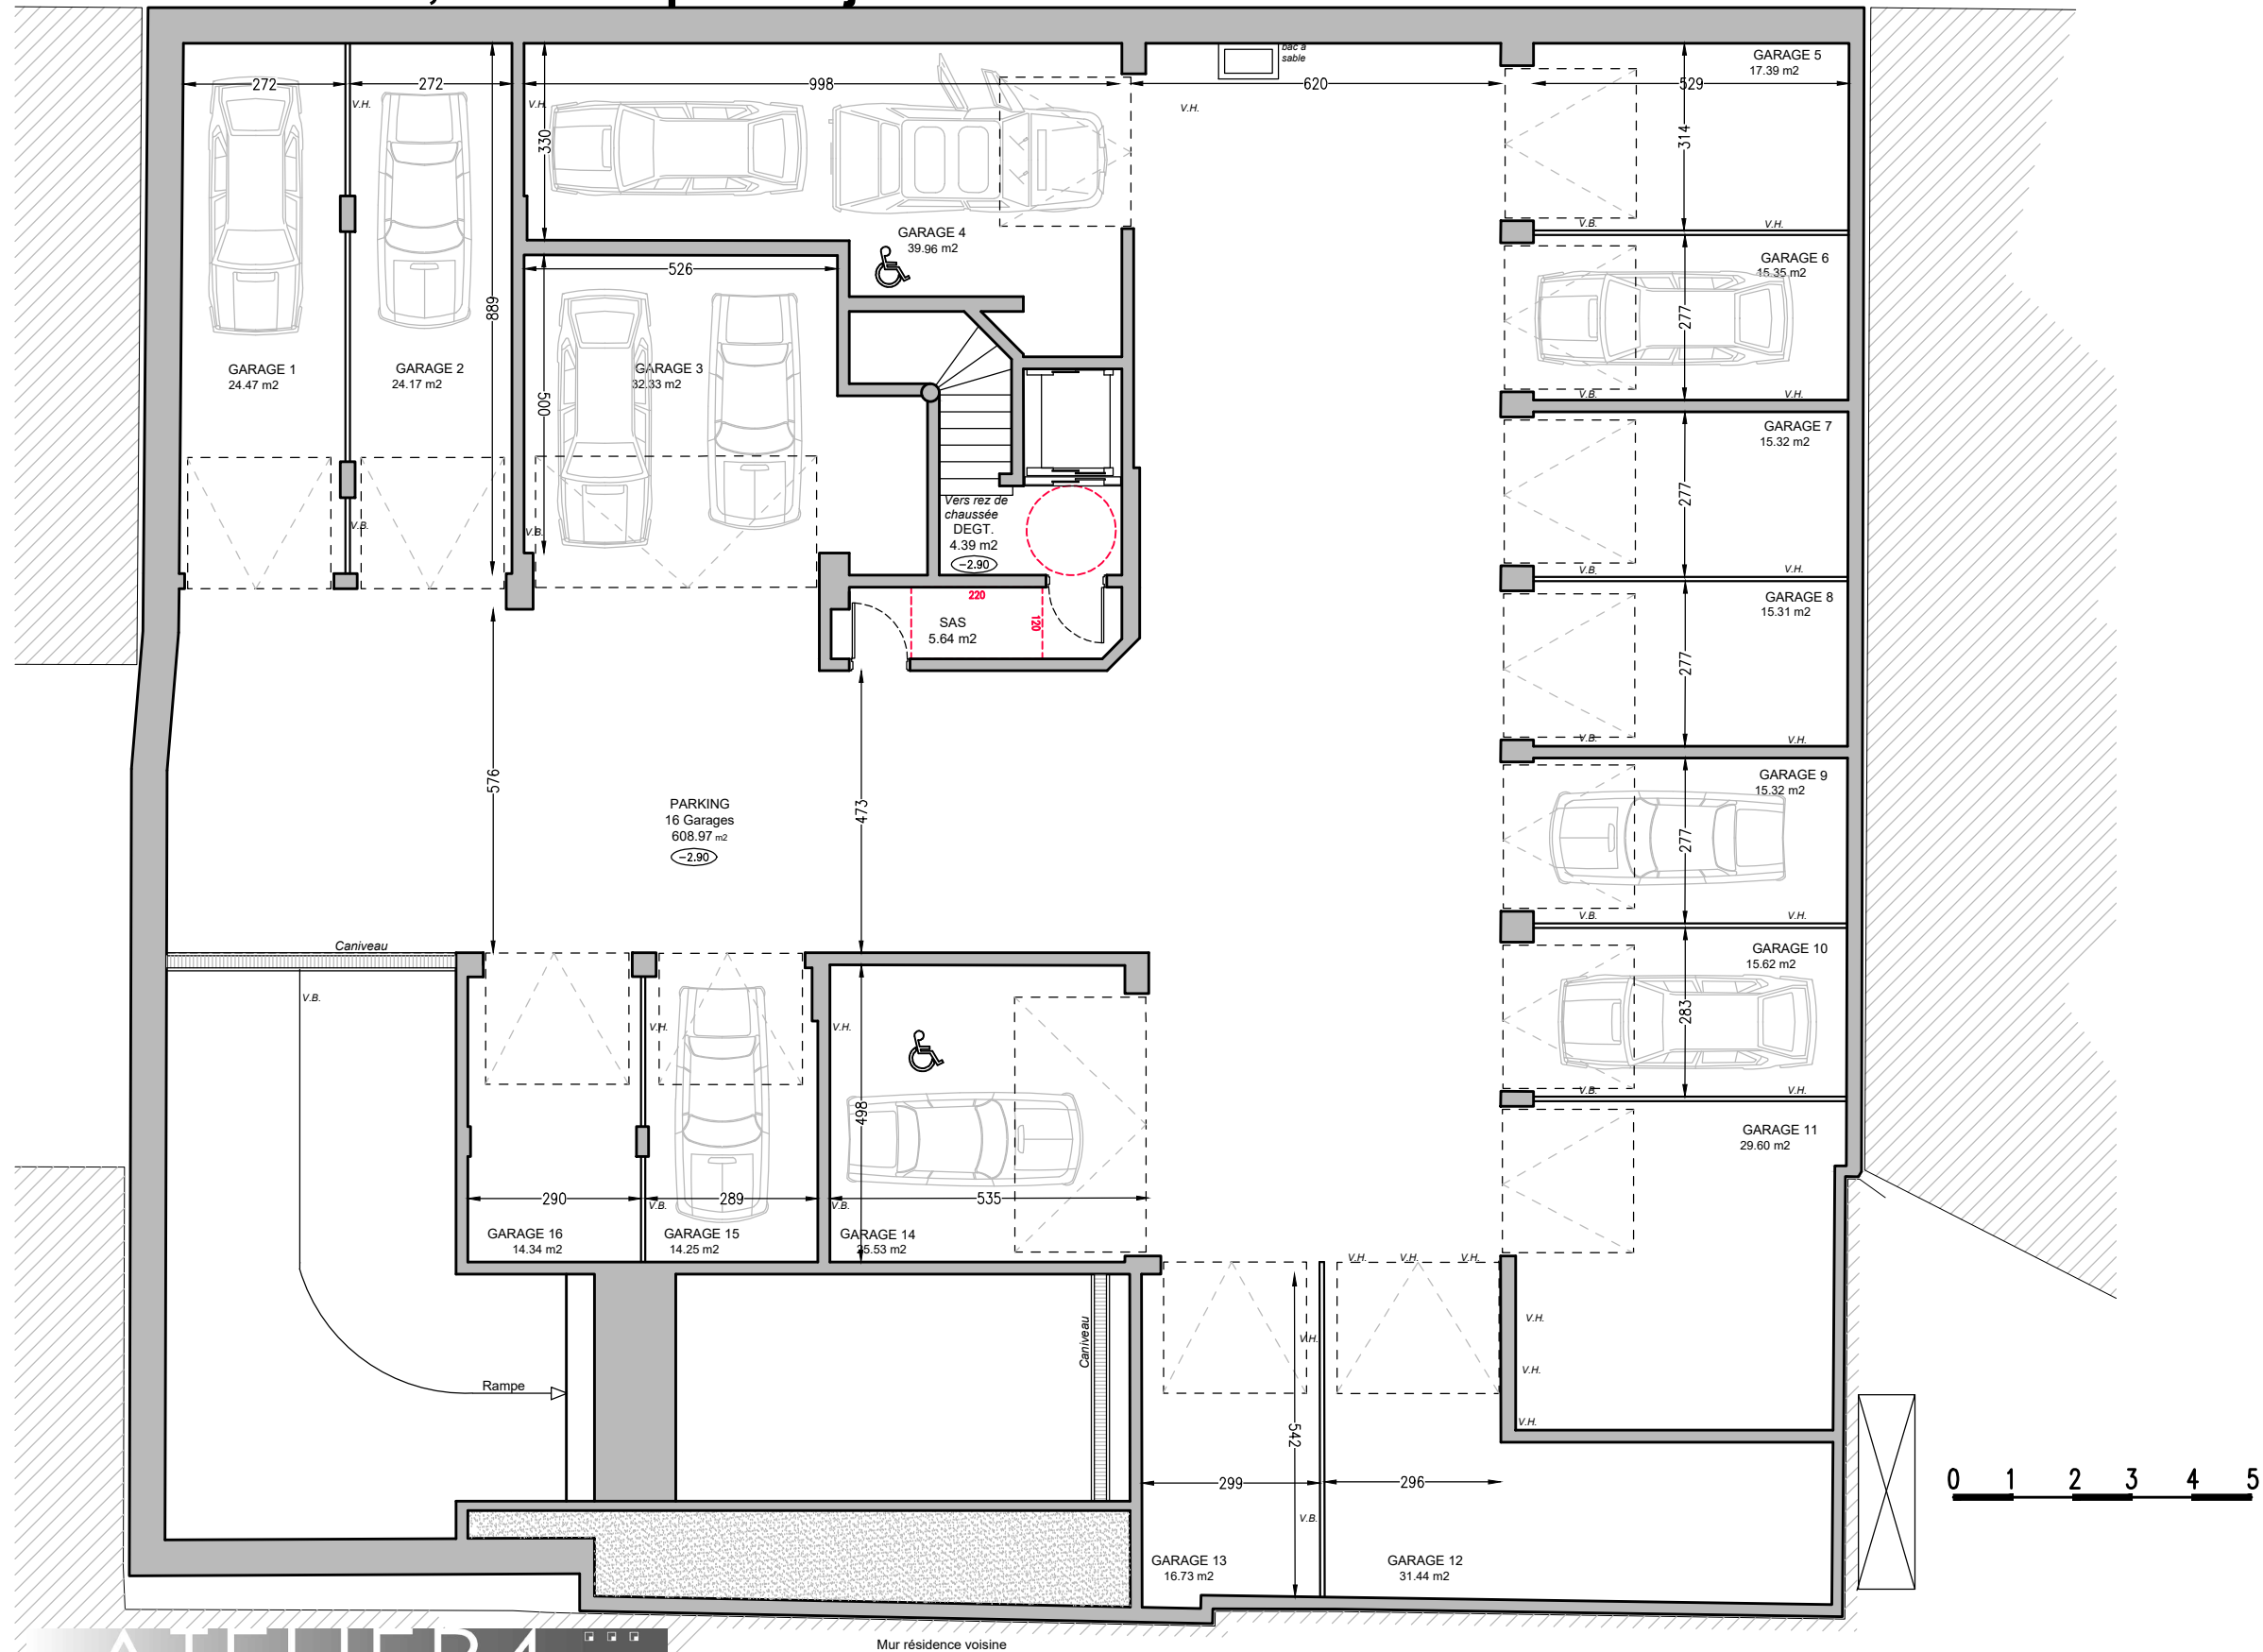 bac à
sable
GARAGE 5
17.39 m2
272
272
998
620
529
V.H.
V.H.
V.H.
330
314
GARAGE 4
39.96 m2
V.B.
V.H.
526
GARAGE 6
15.35 m2
889
277
GARAGE 1
24.47 m2
GARAGE 2
24.17 m2
GARAGE 3
32.33 m2
500
V.B.
V.H.
GARAGE 7
15.32 m2
277
Vers rez de
chaussée
DEGT.
4.39 m2
-2.90
V.B.
V.B.
V.B.
V.H.
220
120
SAS
5.64 m2
GARAGE 8
15.31 m2
277
V.B.
V.H.
576
473
PARKING
16 Garages
608.97 m2
-2.90
GARAGE 9
15.32 m2
277
V.B.
V.H.
Caniveau
GARAGE 10
15.62 m2
V.B.
283
V.H.
V.H.
V.B.
V.H.
498
GARAGE 11
29.60 m2
290
289
535
V.B.
V.B.
GARAGE 16
14.34 m2
GARAGE 15
14.25 m2
GARAGE 14
25.53 m2
V.H.
V.H.
V.H.
V.H.
V.H.
Caniveau
V.H.
Rampe
V.H.
542
299
296
V.B.
0 1 2 3 4 5
GARAGE 13
16.73 m2
GARAGE 12
31.44 m2
Mur résidence voisine